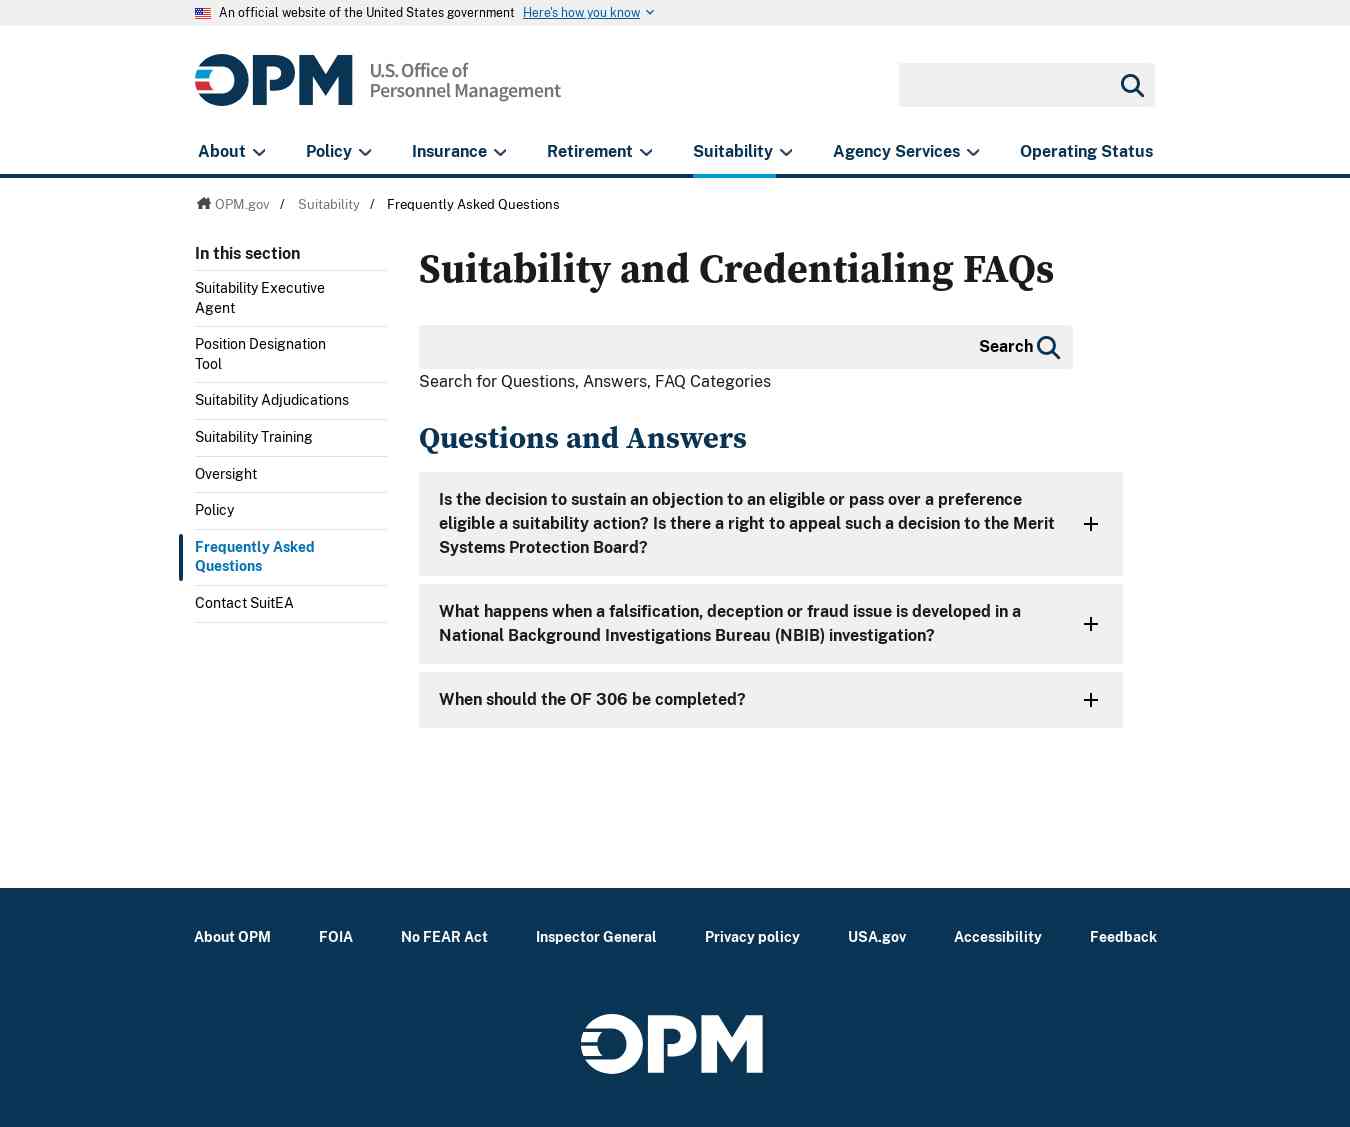 An official website of the United States government Here's how you know
OPM U.S. Office of
Personnel Management
About Policy Insurance Retirement Suitability Agency Services Operating Status
OPM.gov / Suitability / Frequently Asked Questions
In this section
Suitability Executive
Agent
Position Designation
Tool
Suitability Adjudications
Suitability Training
Oversight
Policy
Frequently Asked
Questions
Contact SuitEA
Suitability and Credentialing FAQs
Search
Search for Questions, Answers, FAQ Categories
Questions and Answers
Is the decision to sustain an objection to an eligible or pass over a preference
eligible a suitability action? Is there a right to appeal such a decision to the Merit
Systems Protection Board?
What happens when a falsification, deception or fraud issue is developed in a
National Background Investigations Bureau (NBIB) investigation?
When should the OF 306 be completed?
About OPM FOIA No FEAR Act Inspector General Privacy policy USA.gov Accessibility Feedback
OPM